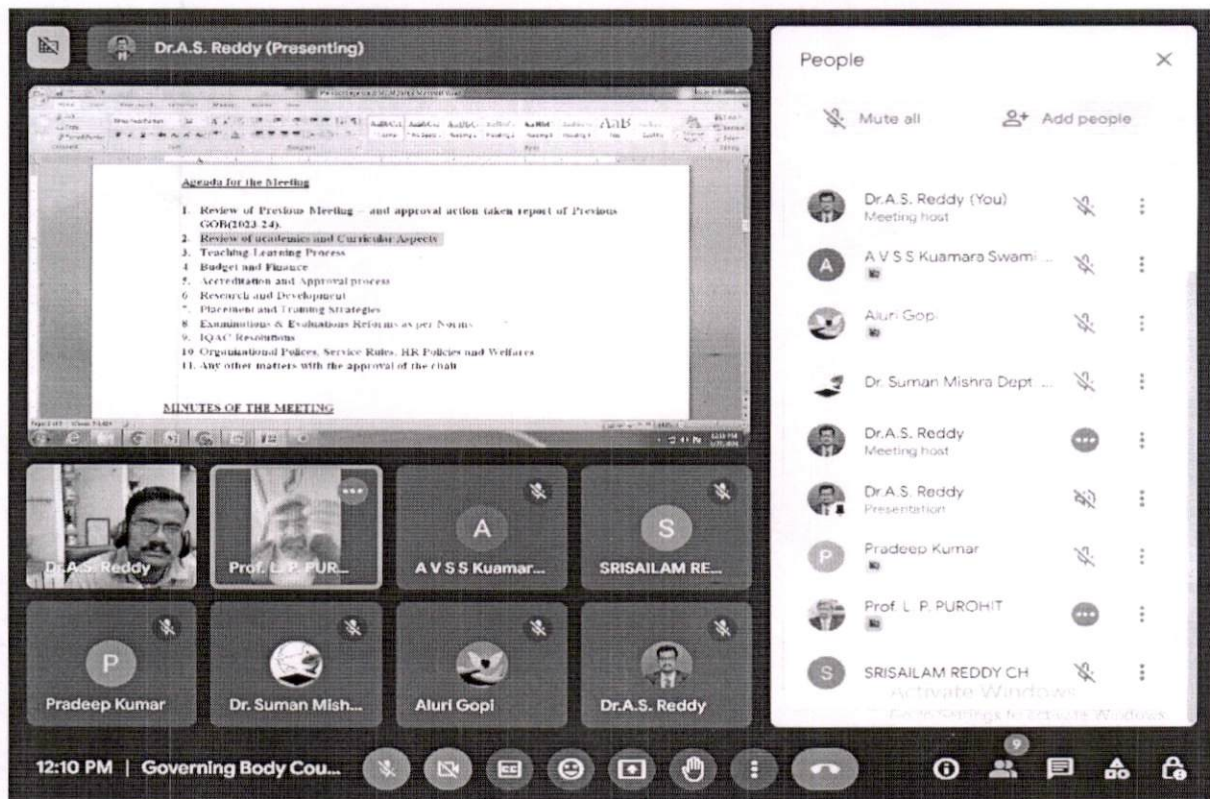 Dr.A.S. Reddy (Presenting)
Agenda for the Meeting
1. Review of Previous Meeting – and approval action taken report of Previous
GOB(2023-24).
2. Review of academics and Curricular Aspects
3. Teaching Learning Process
4 Budget and Finance
5. Accreditation and Approval process
6 Research and Development
7. Placement and Training Strategies
8 Examinations & Evaluations Reforms as per Norms
9. IQAC Resolutions
10 Organizational Polices, Service Rules, HR Policies and Welfares
11. Any other matters with the approval of the chair
MINUTES OF THE MEETING
Dr.A.S. Reddy
Prof. L. P. PUR...
A
A V S S Kuamar...
S
SRISAILAM RE...
P
Pradeep Kumar
Dr. Suman Mish...
Aluri Gopi
Dr.A.S. Reddy
12:10 PM | Governing Body Cou...
CC
9
People
Mute all
Add people
Dr.A.S. Reddy (You)
Meeting host
A
A V S S Kuamara Swami ...
Aluri Gopi
Dr. Suman Mishra Dept. ...
Dr.A.S. Reddy
Meeting host
Dr.A.S. Reddy
Presentation
P
Pradeep Kumar
Prof. L. P. PUROHIT
S
SRISAILAM REDDY CH
Activate Windows
Go to Settings to activate Windows